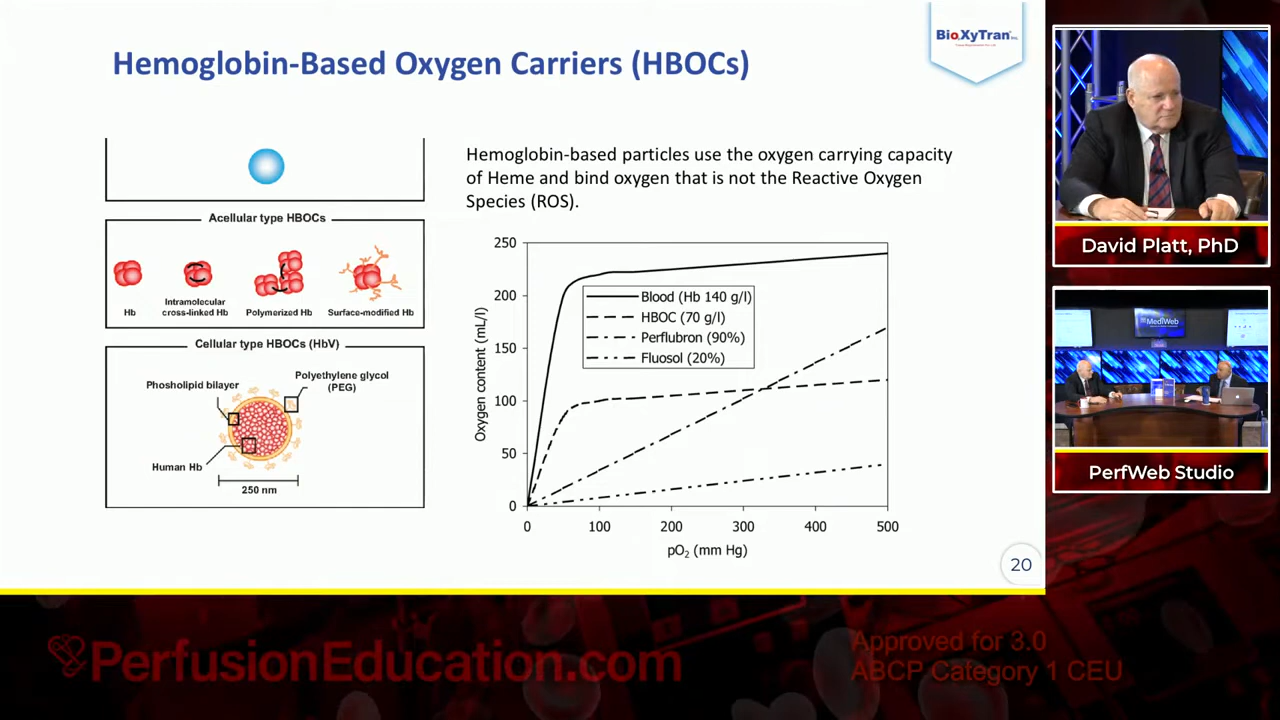 Hemoglobin-Based Oxygen Carriers (HBOCs)
BioXyTran Inc.
Hemoglobin-based particles use the oxygen carrying capacity
of Heme and bind oxygen that is not the Reactive Oxygen
Species (ROS).
Acellular type HBOCs
Hb
Intramolecular
cross-linked Hb
Polymerized Hb
Surface-modified Hb
Cellular type HBOCs (HbV)
Phosholipid bilayer
Polyethylene glycol
(PEG)
Human Hb
250 nm
Oxygen content (mL/l)
250
200
150
100
50
0
Blood (Hb 140 g/l)
HBOC (70 g/l)
Perflubron (90%)
Fluosol (20%)
0 100 200 300 400 500
pO2 (mm Hg)
20
David Platt, PhD
MediWeb
PerfWeb Studio
PerfusionEducation.com
Approved for 3.0
ABCP Category 1 CEU